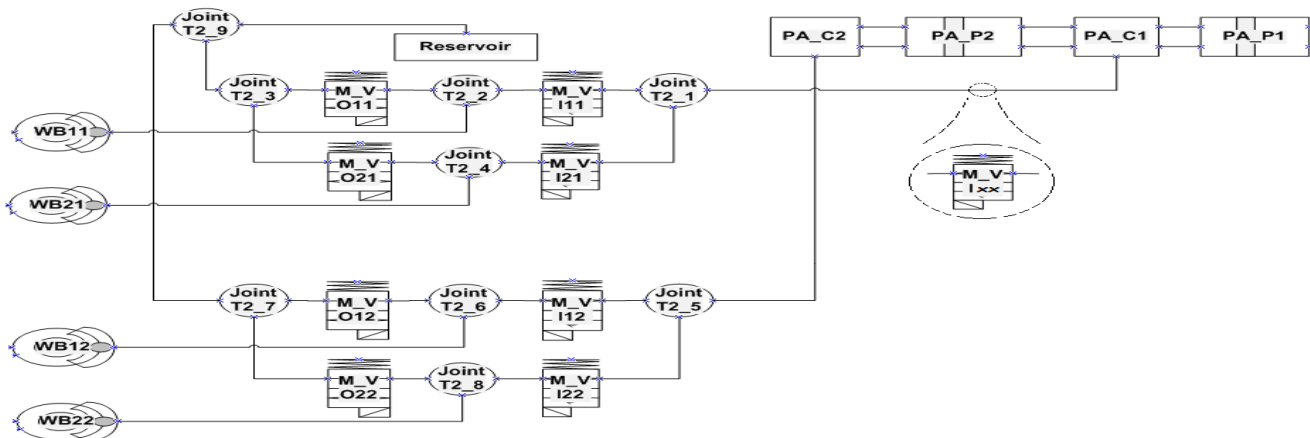 Joint
T2_9
Reservoir
PA_C2
PA_P2
PA_C1
PA_P1
Joint
T2_3
M_V
O11
Joint
T2_2
M_V
I11
Joint
T2_1
WB11
M_V
O21
Joint
T2_4
M_V
I21
M_V
Ixx
WB21
Joint
T2_7
M_V
O12
Joint
T2_6
M_V
I12
Joint
T2_5
WB12
M_V
O22
Joint
T2_8
M_V
I22
WB22